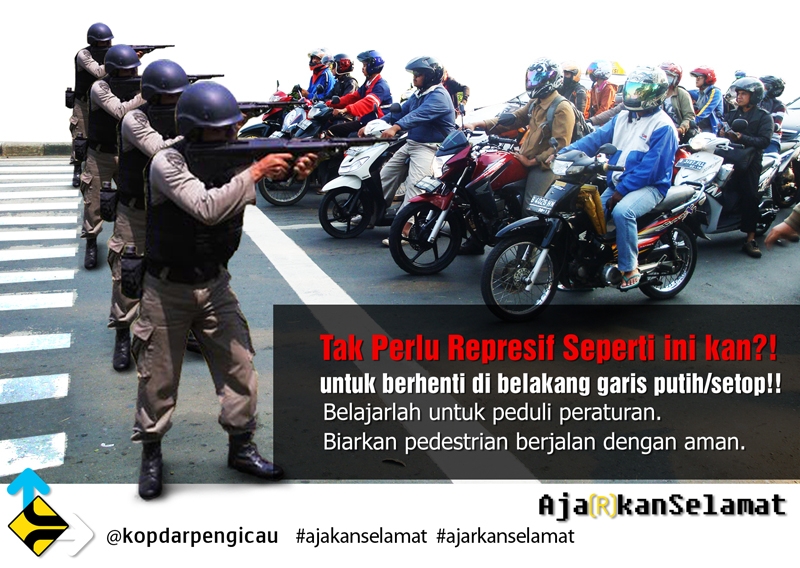 Tak Perlu Represif Seperti ini kan?!
untuk berhenti di belakang garis putih/setop!!
Belajarlah untuk peduli peraturan.
Biarkan pedestrian berjalan dengan aman.
Aja(R)kanSelamat
@kopdarpengicau #ajakanselamat #ajarkanselamat